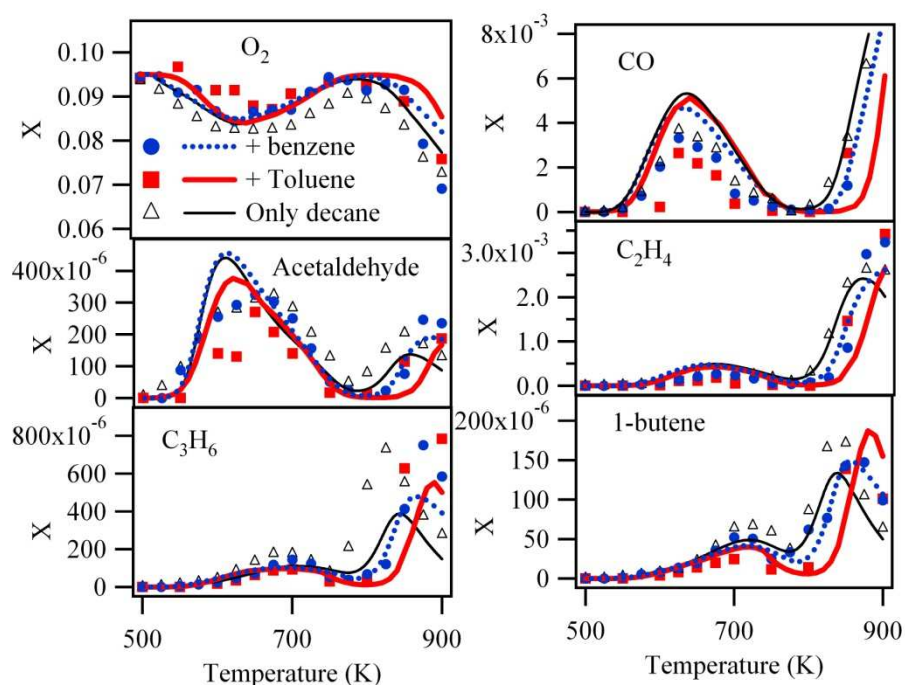 O2
0.10
0.09
0.08
0.07
0.06
X
+ benzene
+ Toluene
Only decane
CO
8x10-3
6
4
2
0
X
Acetaldehyde
400x10-6
300
200
100
0
X
C2H4
3.0x10-3
2.0
1.0
0.0
X
C3H6
800x10-6
600
400
200
0
X
500
700
900
Temperature (K)
1-butene
200x10-6
150
100
50
0
X
500
700
900
Temperature (K)